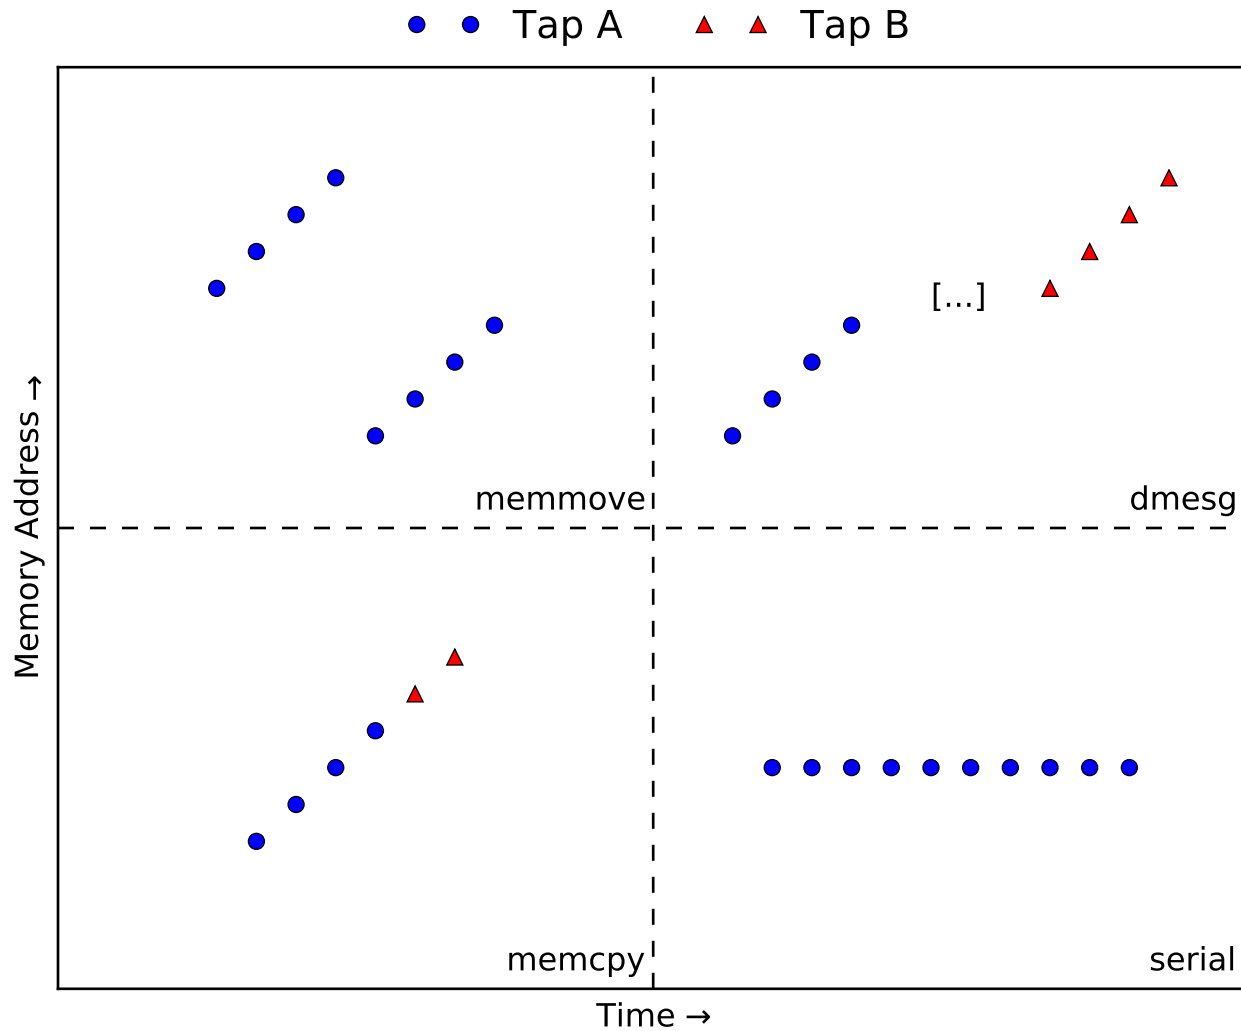 Tap A Tap B
[...]
memmove
dmesg
Memory Address →
memcpy
serial
Time →